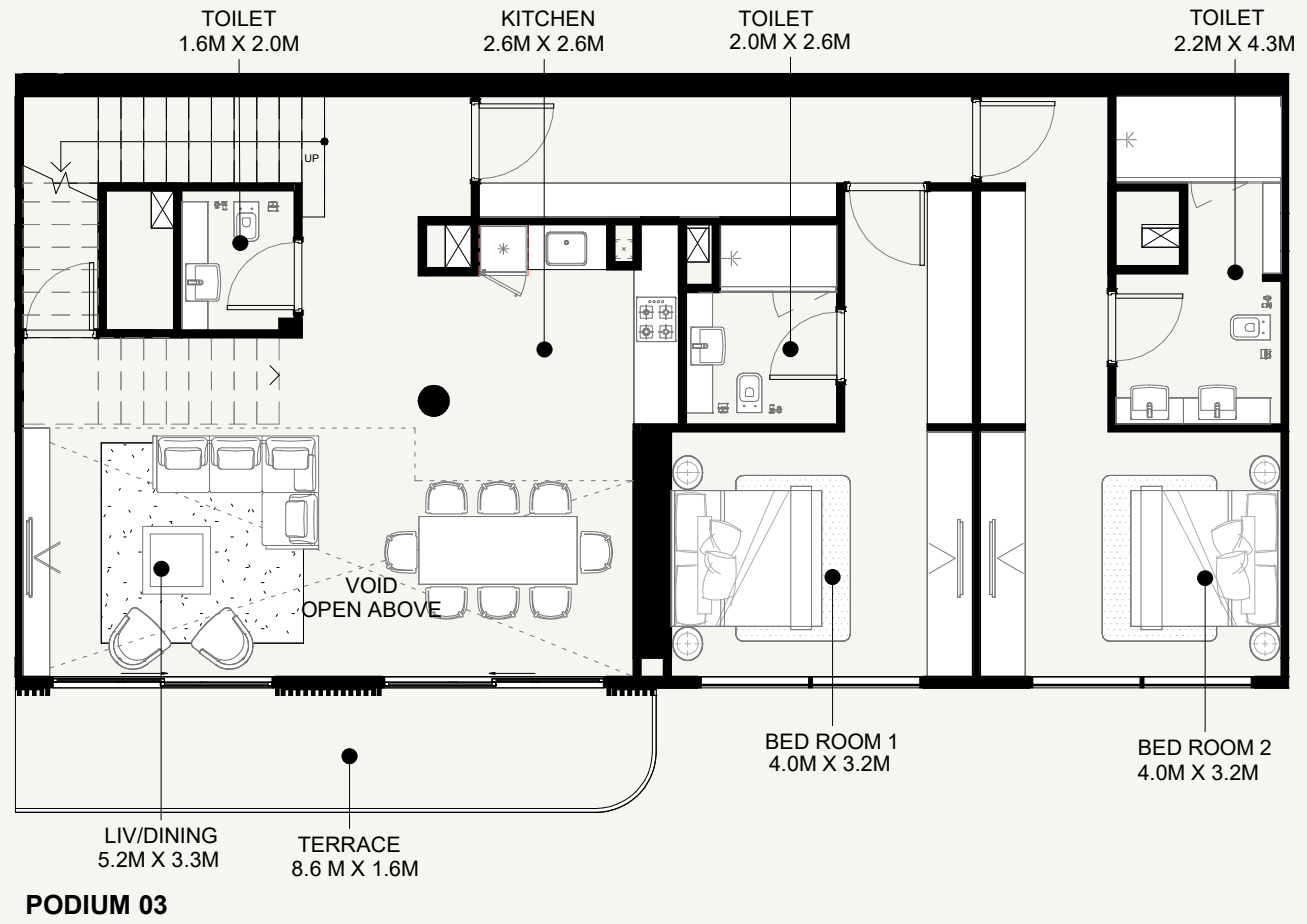 TOILET
1.6M X 2.0M
KITCHEN
2.6M X 2.6M
TOILET
2.0M X 2.6M
TOILET
2.2M X 4.3M
UP
VOID
OPEN ABOVE
BED ROOM 1
4.0M X 3.2M
BED ROOM 2
4.0M X 3.2M
LIV/DINING
5.2M X 3.3M
TERRACE
8.6 M X 1.6M
PODIUM 03